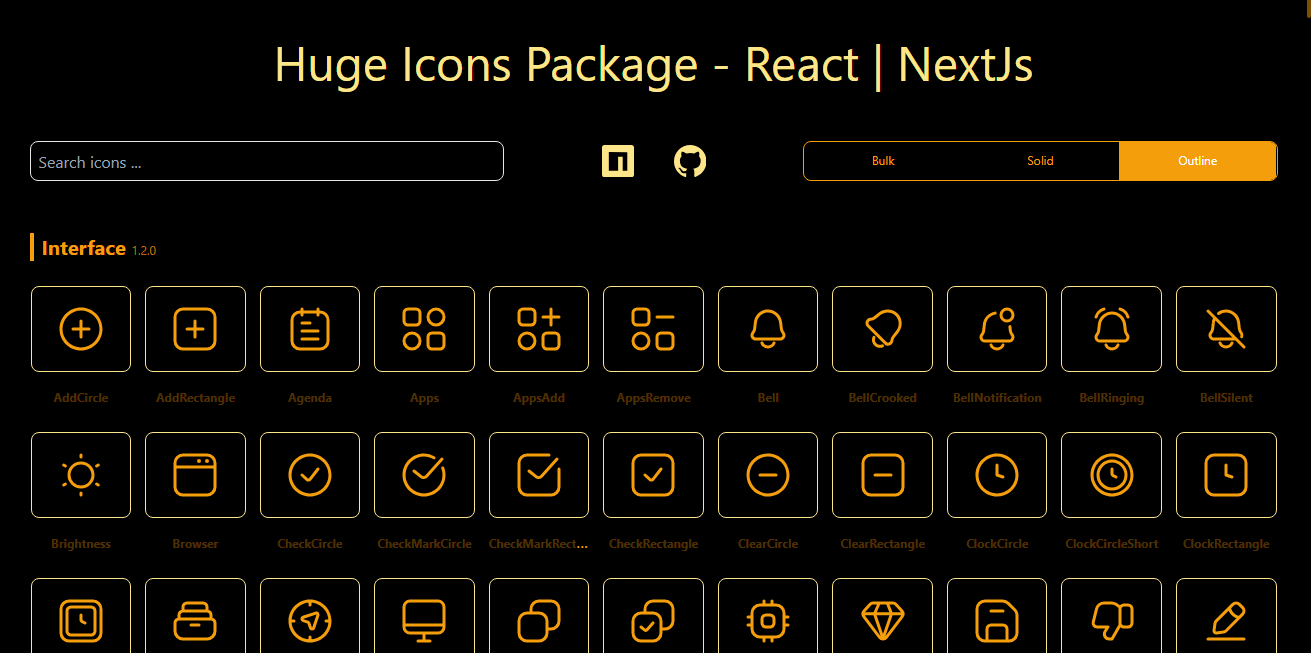 Huge Icons Package - React | NextJs
Search icons ...
Bulk Solid Outline
Interface 1.2.0
AddCircle AddRectangle Agenda Apps AppsAdd AppsRemove Bell BellCrooked BellNotification BellRinging BellSilent
Brightness Browser CheckCircle CheckMarkCircle CheckMarkRect... CheckRectangle ClearCircle ClearRectangle ClockCircle ClockCircleShort ClockRectangle